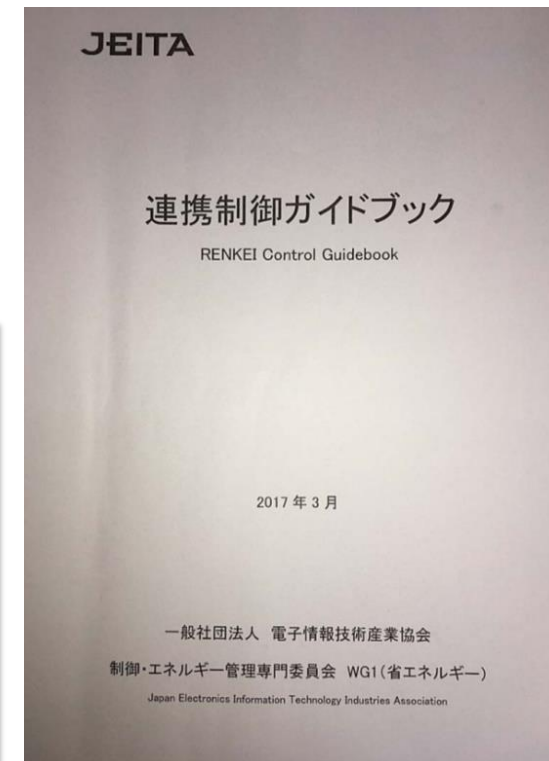 JEITA
連携制御ガイドブック
RENKEI Control Guidebook
2017 年 3 月
一般社団法人 電子情報技術産業協会
制御・エネルギー管理専門委員会 WG1(省エネルギー)
Japan Electronics Information Technology Industries Association